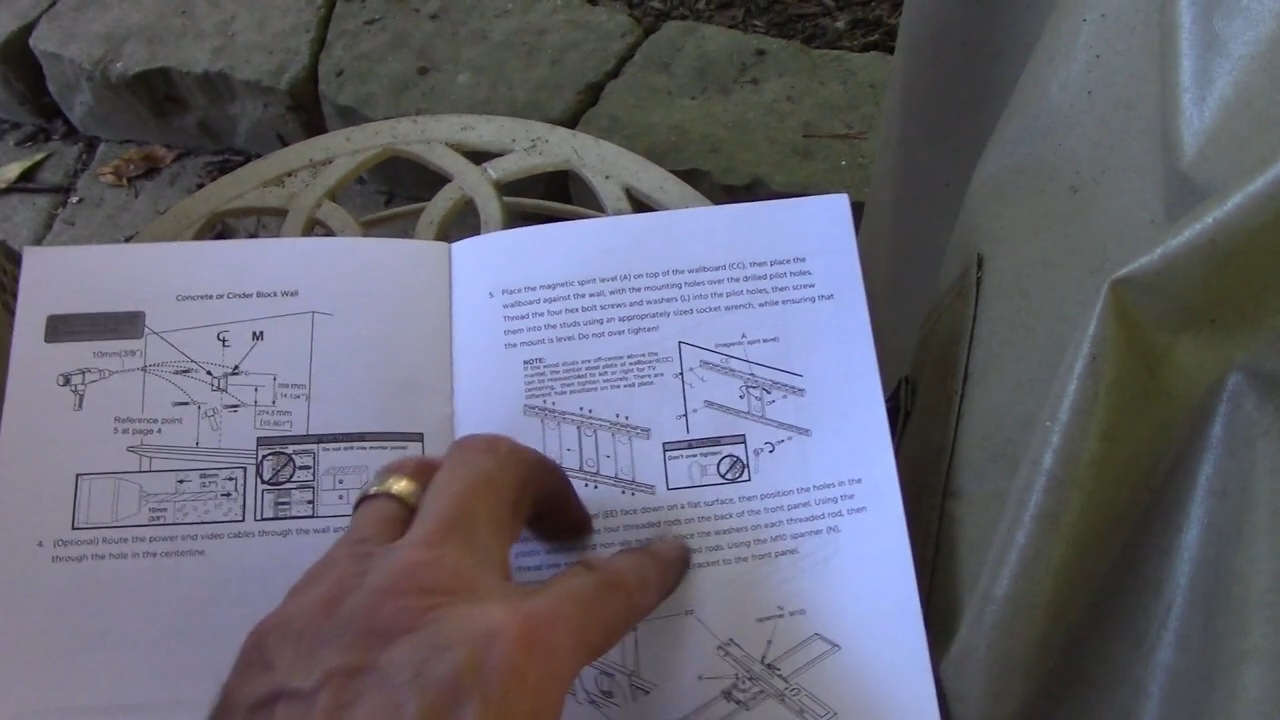 Concrete or Cinder Block Wall
M
10mm(3/8")
359 mm
(14.134")
274.5 mm
(10.807")
Reference point
5 at page 4
Do not drill into mortar joints!
(2.7")
10mm
(3/8")
4. (Optional) Route the power and video cables through the wall and
through the hole in the centerline.
5. Place the magnetic spirit level (A) on top of the wallboard (CC), then place the
wallboard against the wall, with the mounting holes over the drilled pilot holes.
Thread the four hex bolt screws and washers (L) into the pilot holes, then screw
them into the studs using an appropriately sized socket wrench, while ensuring that
the mount is level. Do not over tighten!
NOTE:
If the wood studs are off-center above the
mantel, the center steel plate of wallboard(CC)
can be reassembled to left or right for TV
centering, then tighten securely. There are
different hole positions on the wall plate.
A
(magentic spirit level)
CC
L
CAUTION
Don't over tighten!
(EE) face down on a flat surface, then position the holes in the
four threaded rods on the back of the front panel. Using the
place the washers on each threaded rod, then
rods. Using the M10 spanner (N),
bracket to the front panel.
N
(spanner M10)